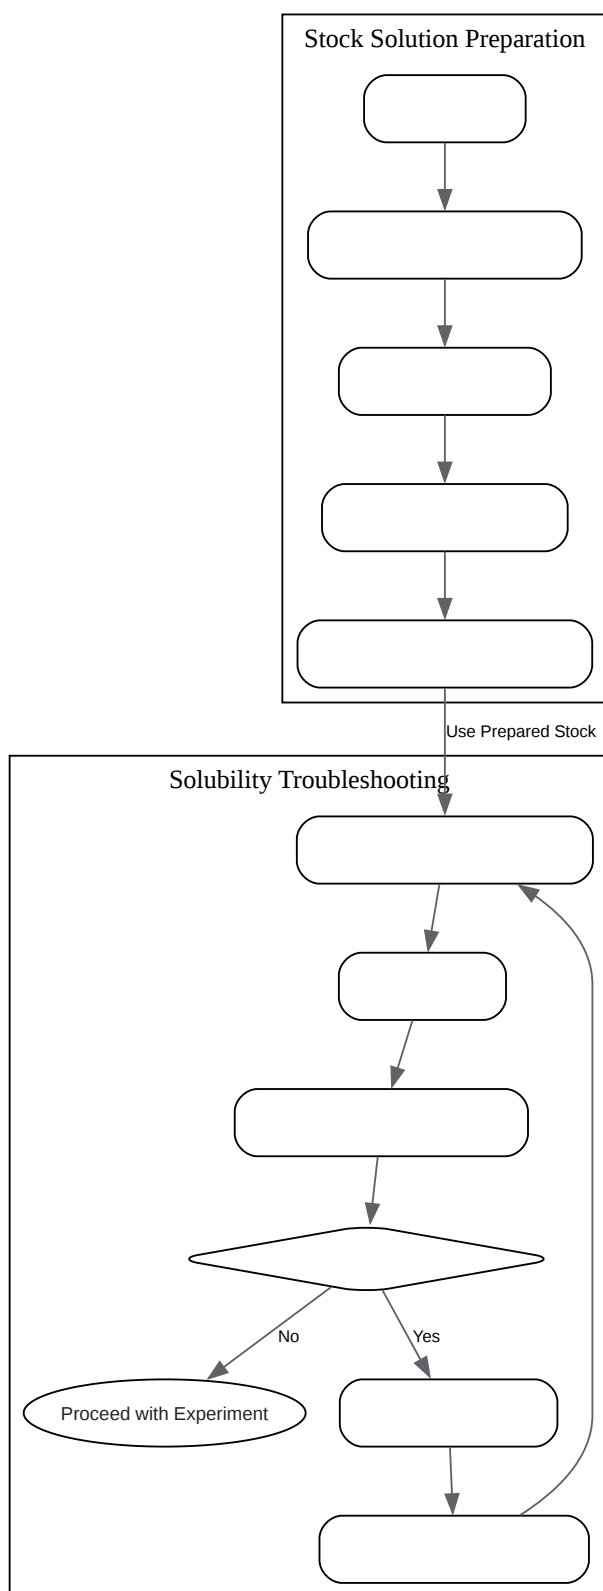 Stock Solution Preparation
Use Prepared Stock
Solubility Troubleshooting
No
Yes
Proceed with Experiment